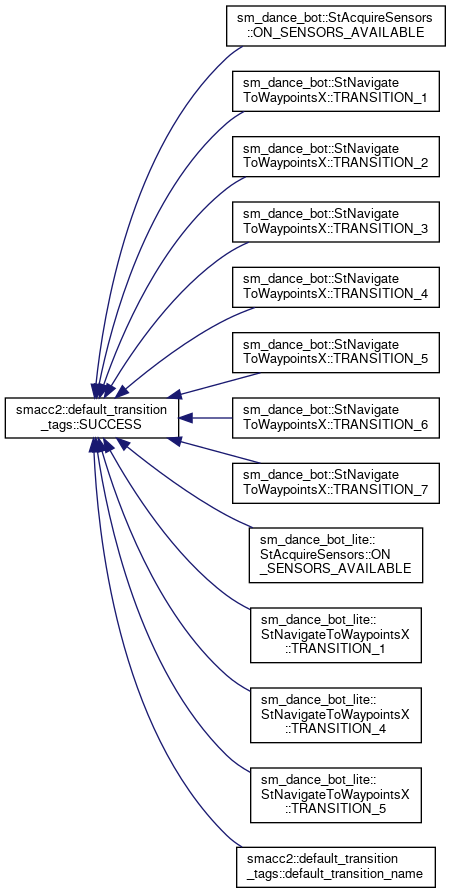 sm_dance_bot::StAcquireSensors
::ON_SENSORS_AVAILABLE
sm_dance_bot::StNavigate
ToWaypointsX::TRANSITION_1
sm_dance_bot::StNavigate
ToWaypointsX::TRANSITION_2
sm_dance_bot::StNavigate
ToWaypointsX::TRANSITION_3
sm_dance_bot::StNavigate
ToWaypointsX::TRANSITION_4
sm_dance_bot::StNavigate
ToWaypointsX::TRANSITION_5
smacc2::default_transition
_tags::SUCCESS
sm_dance_bot::StNavigate
ToWaypointsX::TRANSITION_6
sm_dance_bot::StNavigate
ToWaypointsX::TRANSITION_7
sm_dance_bot_lite::
StAcquireSensors::ON
_SENSORS_AVAILABLE
sm_dance_bot_lite::
StNavigateToWaypointsX
::TRANSITION_1
sm_dance_bot_lite::
StNavigateToWaypointsX
::TRANSITION_4
sm_dance_bot_lite::
StNavigateToWaypointsX
::TRANSITION_5
smacc2::default_transition
_tags::default_transition_name